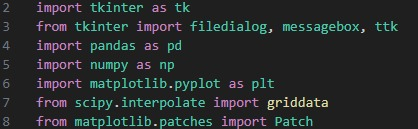 2 import tkinter as tk
3 from tkinter import filedialog, messagebox, ttk
4 import pandas as pd
5 import numpy as np
6 import matplotlib.pyplot as plt
7 from scipy.interpolate import griddata
8 from matplotlib.patches import Patch